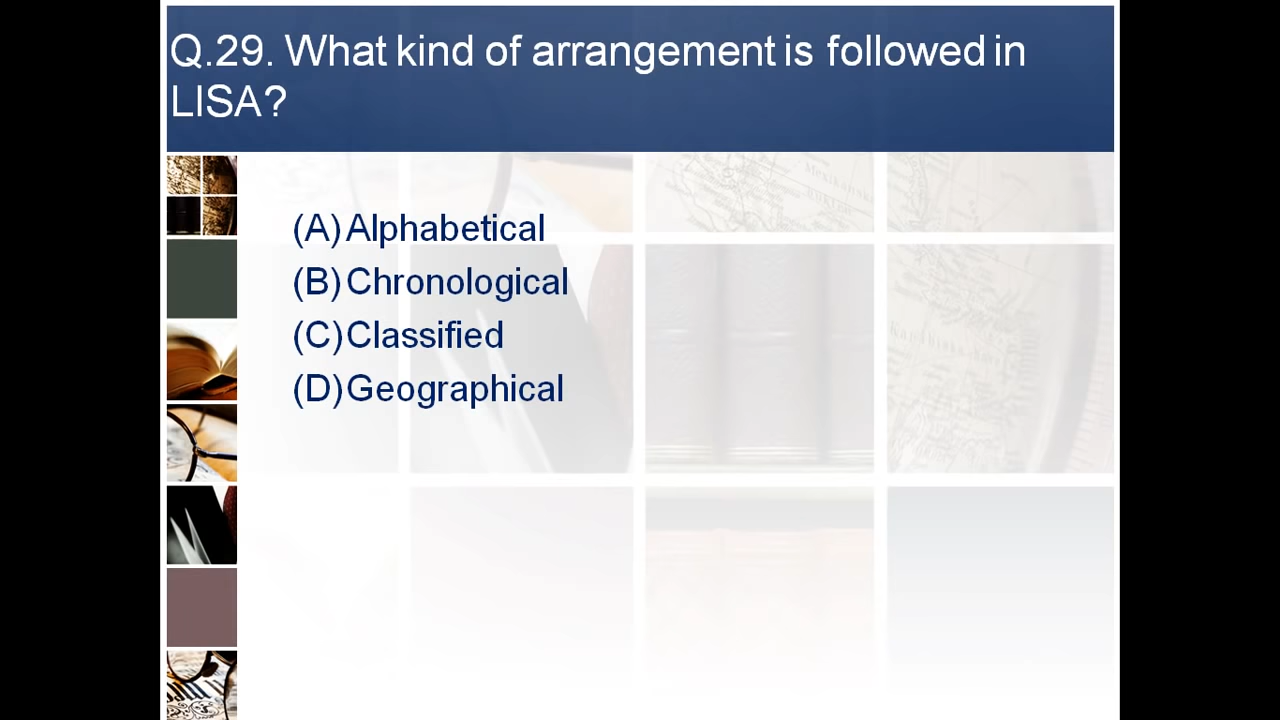 Q.29. What kind of arrangement is followed in
LISA?
(A) Alphabetical
(B) Chronological
(C) Classified
(D) Geographical